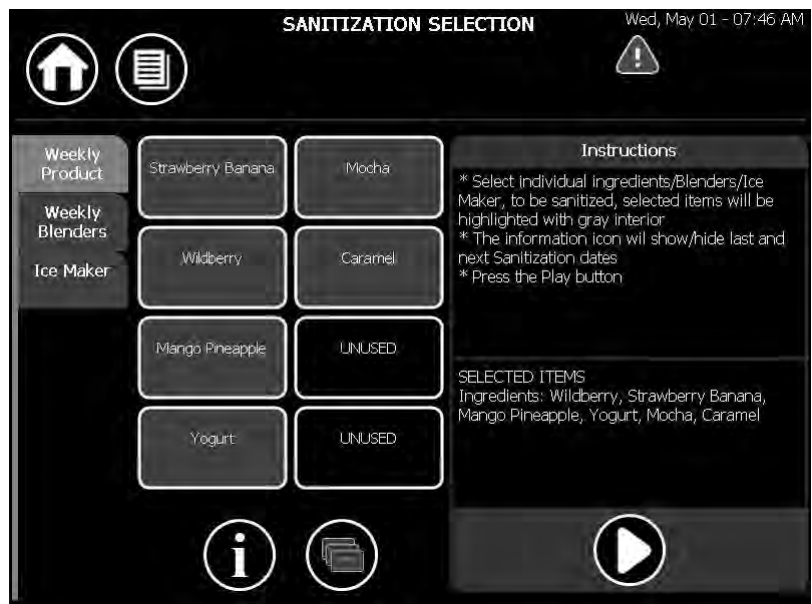 SANITIZATION SELECTION
Wed, May 01 - 07:46 AM
Weekly
Product
Weekly
Blenders
Ice Maker
Strawberry Banana
Mocha
Wildberry
Caramel
Mango Pineapple
UNUSED
Yogurt
UNUSED
Instructions
* Select individual ingredients/Blenders/Ice
Maker, to be sanitized, selected items will be
highlighted with gray interior
* The information icon wil show/hide last and
next Sanitization dates
* Press the Play button
SELECTED ITEMS
Ingredients: Wildberry, Strawberry Banana,
Mango Pineapple, Yogurt, Mocha, Caramel